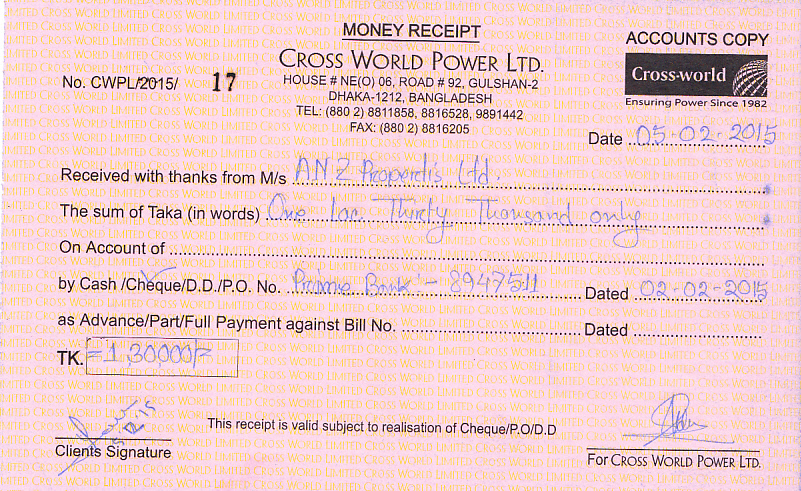 MONEY RECEIPT
ACCOUNTS COPY
CROSS WORLD POWER LTD.
Cross-world
Ensuring Power Since 1982
No. CWPL/2015/ 17
HOUSE # NE(O) 06, ROAD # 92, GULSHAN-2
DHAKA-1212, BANGLADESH
TEL: (880 2) 8811858, 8816528, 9891442
FAX: (880 2) 8816205
Date 05-02-2015
Received with thanks from M/s ANZ Properdis Ltd.
The sum of Taka (in words) One lac Thirty Thousand only
On Account of
by Cash /Cheque/D.D./P.O. No. Prime Bank - 8947511 Dated 02-02-2015
as Advance/Part/Full Payment against Bill No. Dated
TK. =1,30,000/=
This receipt is valid subject to realisation of Cheque/P.O/D.D
Clients Signature
For CROSS WORLD POWER LTD.